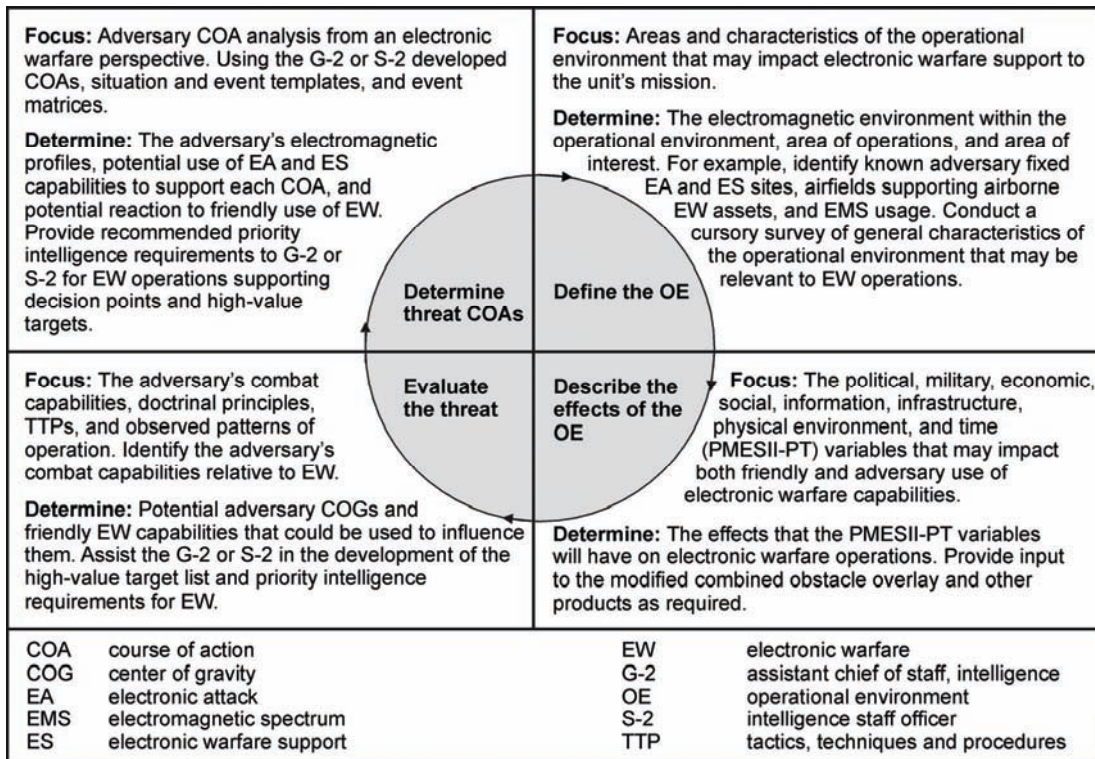 Focus: Adversary COA analysis from an electronic
warfare perspective. Using the G-2 or S-2 developed
COAs, situation and event templates, and event
matrices.
Determine: The adversary's electromagnetic
profiles, potential use of EA and ES
capabilities to support each COA, and
potential reaction to friendly use of EW.
Provide recommended priority
intelligence requirements to G-2 or
S-2 for EW operations supporting
decision points and high-value
targets.
Determine
threat COAs
Focus: Areas and characteristics of the operational
environment that may impact electronic warfare support to
the unit's mission.
Determine: The electromagnetic environment within the
operational environment, area of operations, and area of
interest. For example, identify known adversary fixed
EA and ES sites, airfields supporting airborne
EW assets, and EMS usage. Conduct a
cursory survey of general characteristics of
the operational environment that may be
relevant to EW operations.
Define the OE
Focus: The adversary's combat
capabilities, doctrinal principles,
TTPs, and observed patterns of
operation. Identify the adversary's
combat capabilities relative to EW.
Determine: Potential adversary COGs and
friendly EW capabilities that could be used to influence
them. Assist the G-2 or S-2 in the development of the
high-value target list and priority intelligence
requirements for EW.
Evaluate
the threat
Describe the
effects of the
OE
Focus: The political, military, economic,
social, information, infrastructure,
physical environment, and time
(PMESII-PT) variables that may impact
both friendly and adversary use of
electronic warfare capabilities.
Determine: The effects that the PMESII-PT variables
will have on electronic warfare operations. Provide input
to the modified combined obstacle overlay and other
products as required.
COA course of action
COG center of gravity
EA electronic attack
EMS electromagnetic spectrum
ES electronic warfare support
EW electronic warfare
G-2 assistant chief of staff, intelligence
OE operational environment
S-2 intelligence staff officer
TTP tactics, techniques and procedures